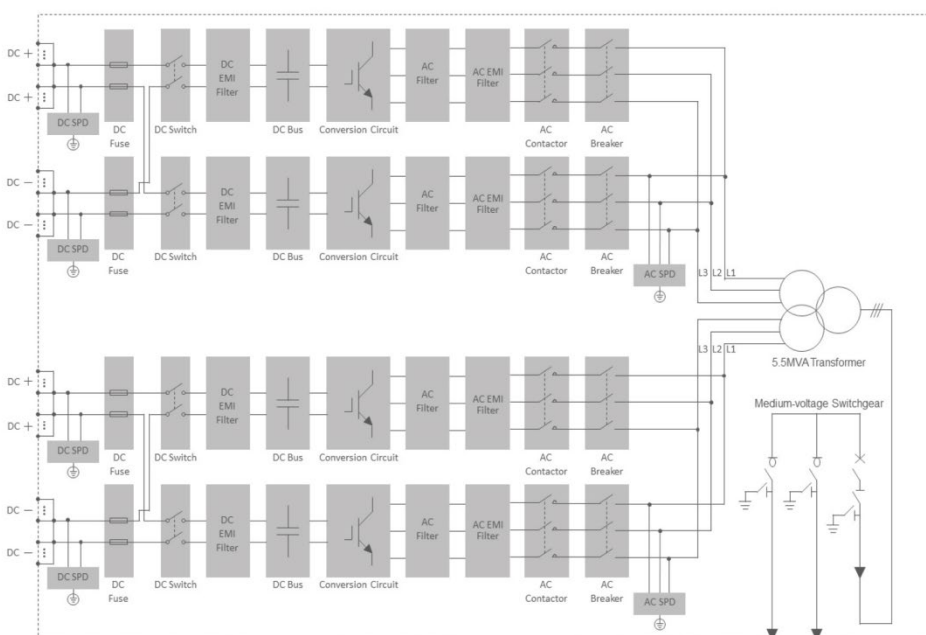 DC +
DC +
DC SPD
DC
Fuse
DC Switch
DC
EMI
Filter
DC Bus
Conversion Circuit
AC
Filter
AC EMI
Filter
AC
Contactor
AC
Breaker
DC −
DC −
DC SPD
DC
Fuse
DC Switch
DC
EMI
Filter
DC Bus
Conversion Circuit
AC
Filter
AC EMI
Filter
AC
Contactor
AC
Breaker
AC SPD
L3 L2 L1
5.5MVA Transformer
L3 L2 L1
DC +
DC +
DC SPD
DC
Fuse
DC Switch
DC
EMI
Filter
DC Bus
Conversion Circuit
AC
Filter
AC EMI
Filter
AC
Contactor
AC
Breaker
Medium-voltage Switchgear
DC −
DC −
DC SPD
DC
Fuse
DC Switch
DC
EMI
Filter
DC Bus
Conversion Circuit
AC
Filter
AC EMI
Filter
AC
Contactor
AC
Breaker
AC SPD